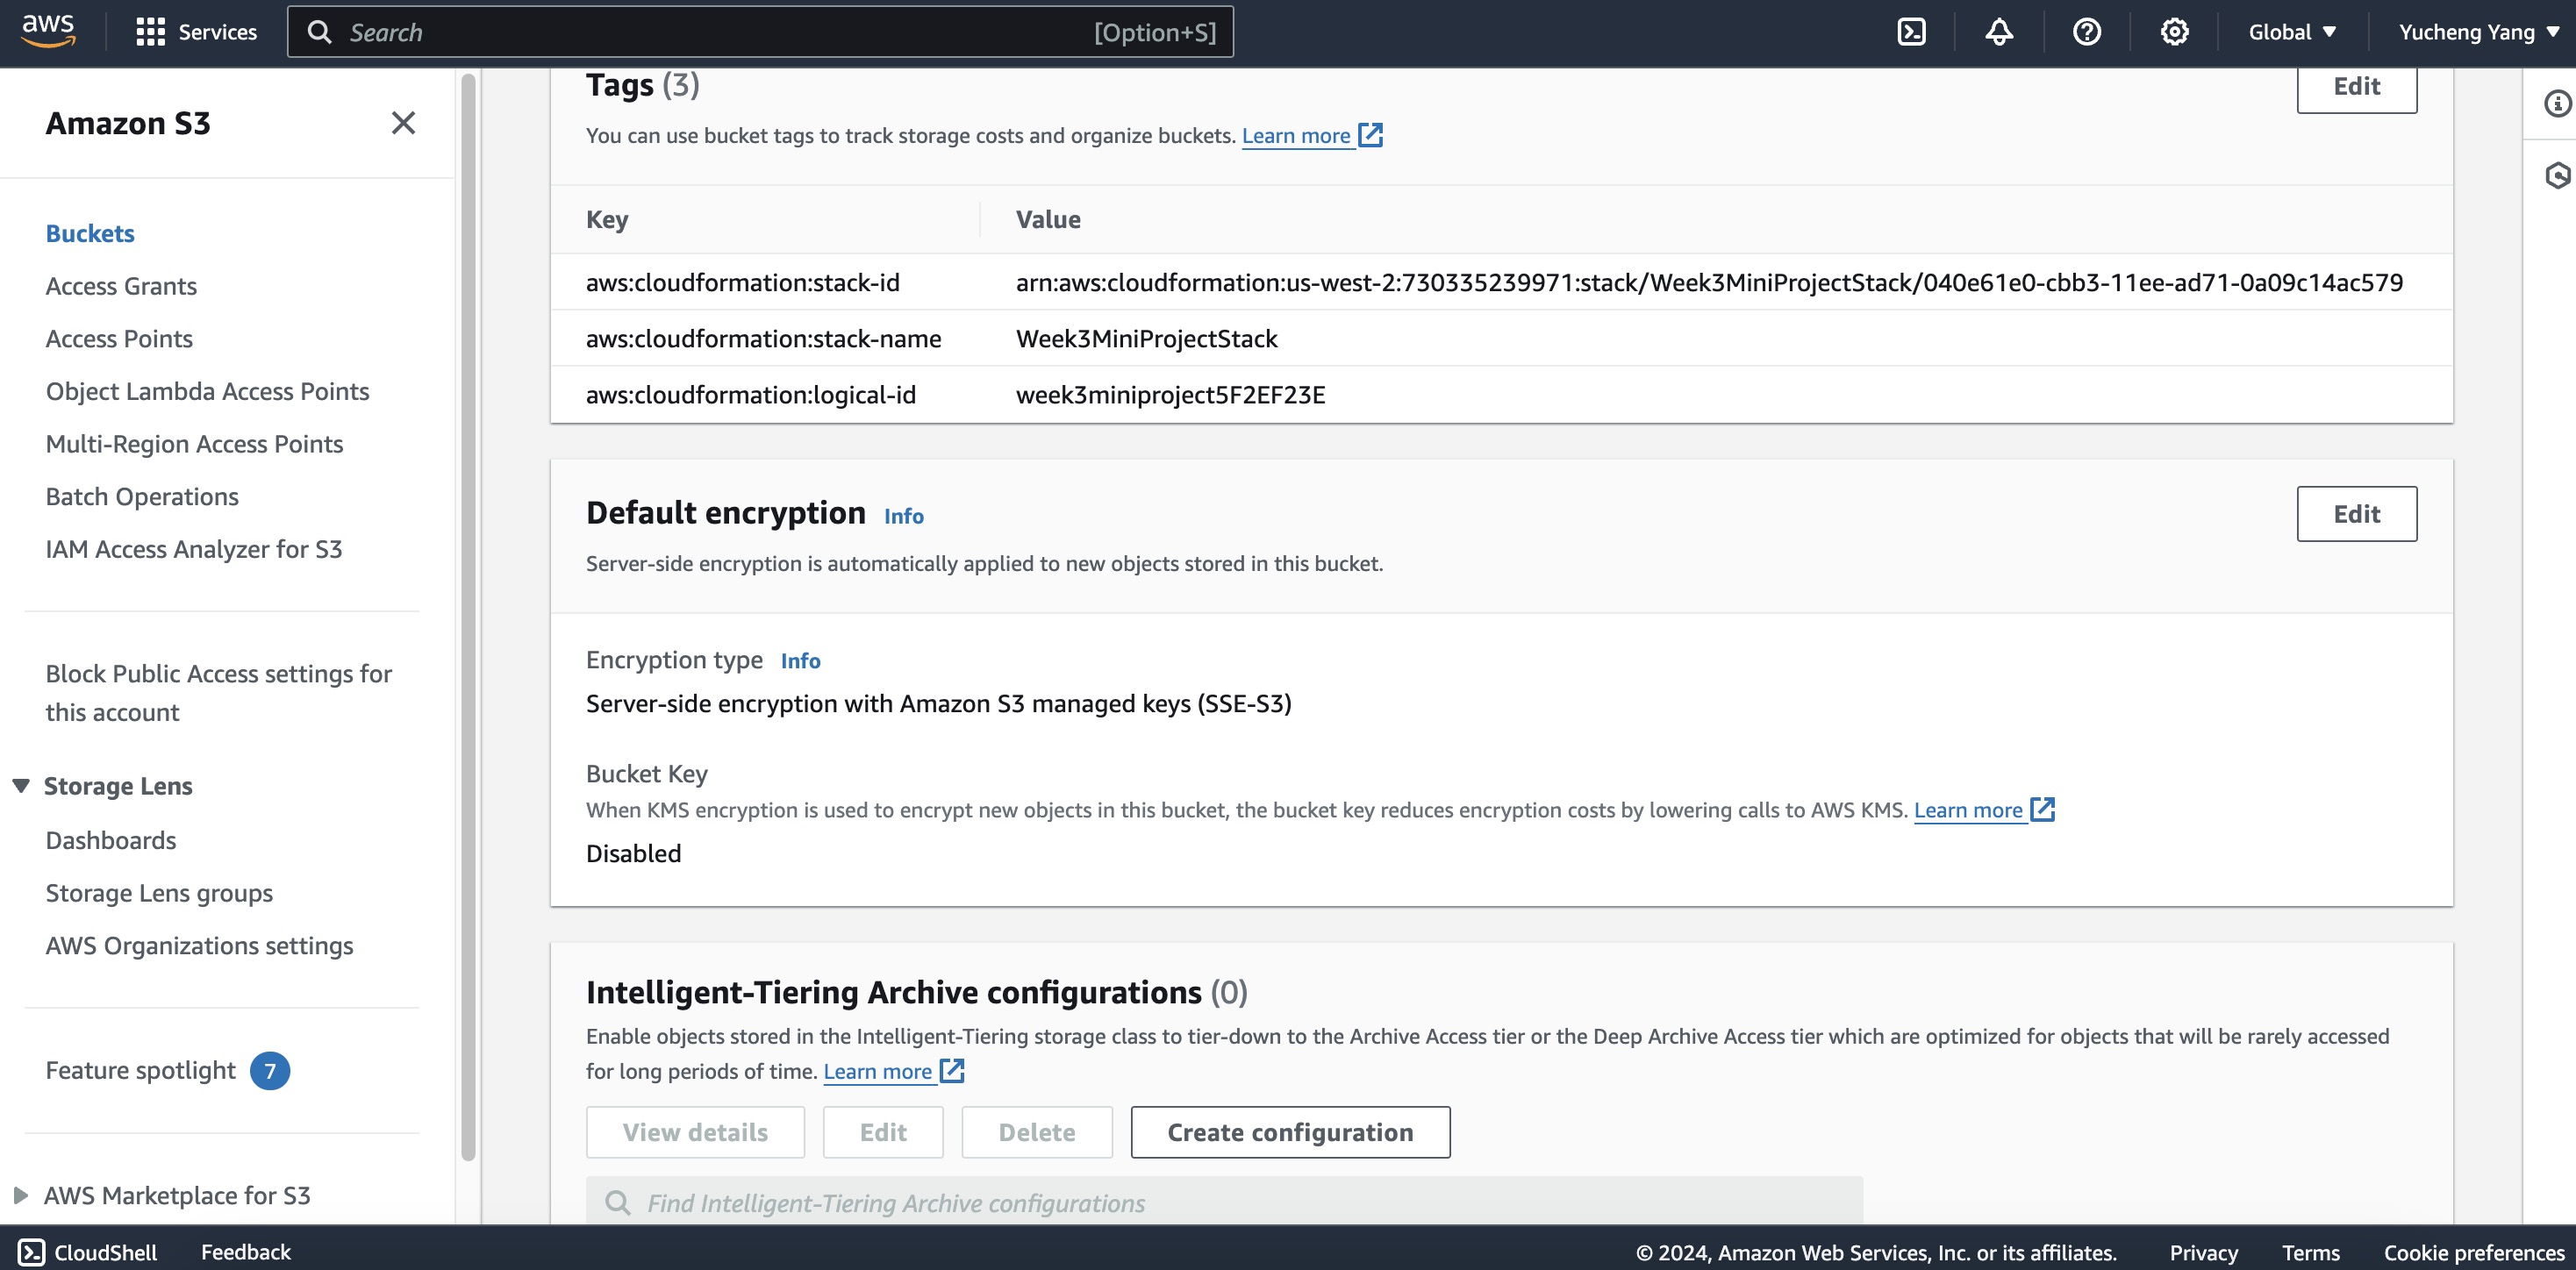 aws
Services
Search
[Option+S]
Global
Yucheng Yang
Amazon S3
Buckets
Access Grants
Access Points
Object Lambda Access Points
Multi-Region Access Points
Batch Operations
IAM Access Analyzer for S3
Block Public Access settings for
this account
Storage Lens
Dashboards
Storage Lens groups
AWS Organizations settings
Feature spotlight 7
AWS Marketplace for S3
Tags (3)
Edit
You can use bucket tags to track storage costs and organize buckets. Learn more
Key Value
aws:cloudformation:stack-id arn:aws:cloudformation:us-west-2:730335239971:stack/Week3MiniProjectStack/040e61e0-cbb3-11ee-ad71-0a09c14ac579
aws:cloudformation:stack-name Week3MiniProjectStack
aws:cloudformation:logical-id week3miniproject5F2EF23E
Default encryption Info
Edit
Server-side encryption is automatically applied to new objects stored in this bucket.
Encryption type Info
Server-side encryption with Amazon S3 managed keys (SSE-S3)
Bucket Key
When KMS encryption is used to encrypt new objects in this bucket, the bucket key reduces encryption costs by lowering calls to AWS KMS. Learn more
Disabled
Intelligent-Tiering Archive configurations (0)
Enable objects stored in the Intelligent-Tiering storage class to tier-down to the Archive Access tier or the Deep Archive Access tier which are optimized for objects that will be rarely accessed
for long periods of time. Learn more
View details Edit Delete Create configuration
Find Intelligent-Tiering Archive configurations
CloudShell Feedback
© 2024, Amazon Web Services, Inc. or its affiliates. Privacy Terms Cookie preferences